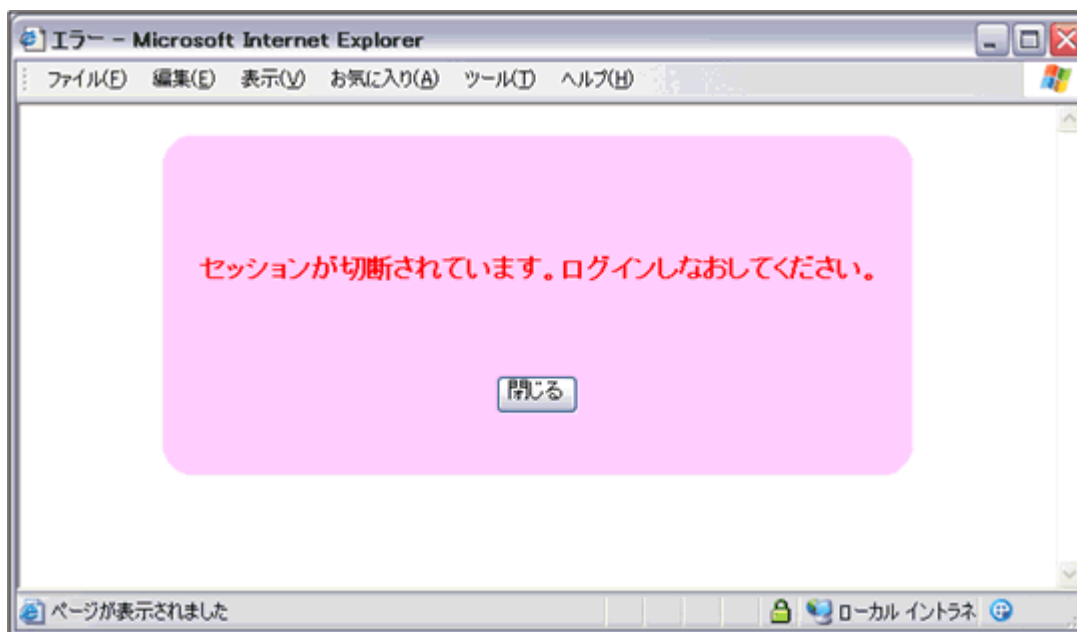 エラー - Microsoft Internet Explorer
ファイル(F) 編集(E) 表示(V) お気に入り(A) ツール(T) ヘルプ(H)
セッションが切断されています。ログインしなおしてください。
閉じる
ページが表示されました ローカル イントラネ